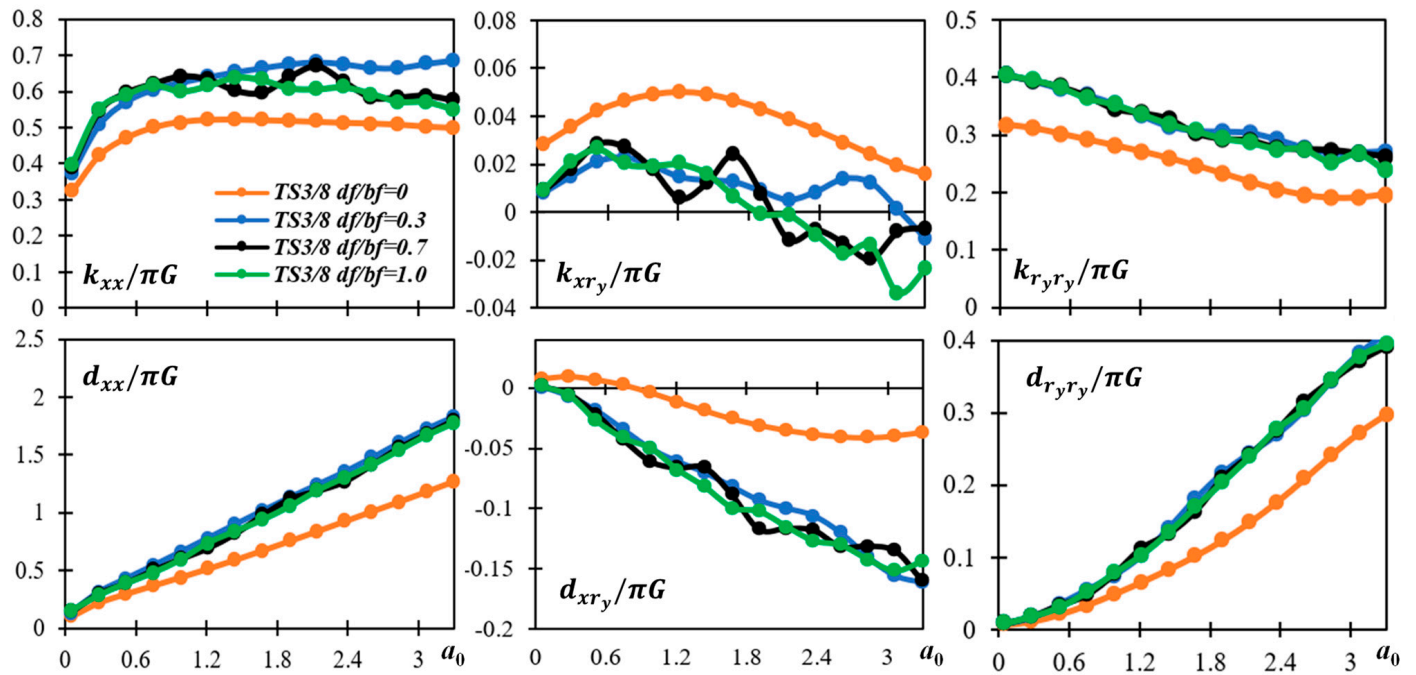 0.8
0.7
0.6
0.5
0.4
0.3
0.2
0.1
0
TS3/8 df/bf=0
TS3/8 df/bf=0.3
TS3/8 df/bf=0.7
TS3/8 df/bf=1.0
k_xx/πG
0.08
0.06
0.04
0.02
0
-0.02
-0.04
k_xr_y/πG
0.5
0.4
0.3
0.2
0.1
0
k_r_yr_y/πG
2.5
2
1.5
1
0.5
0
d_xx/πG
0 0.6 1.2 1.8 2.4 3 a₀
0
-0.05
-0.1
-0.15
-0.2
d_xr_y/πG
0 0.6 1.2 1.8 2.4 3 a₀
0.4
0.3
0.2
0.1
0
d_r_yr_y/πG
0 0.6 1.2 1.8 2.4 3 a₀